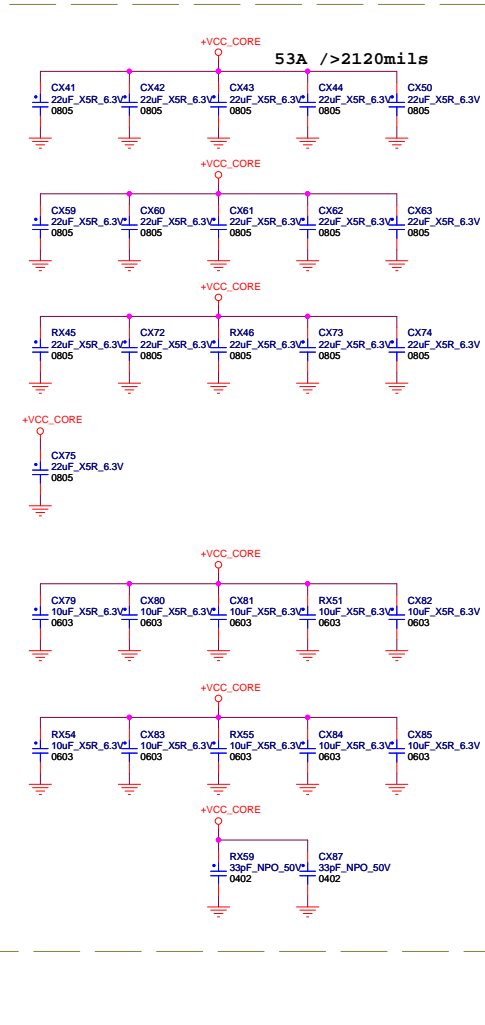 +VCC_CORE
53A />2120mils
CX41 CX42 CX43 CX44 CX50
22uF_X5R_6.3V 22uF_X5R_6.3V 22uF_X5R_6.3V 22uF_X5R_6.3V 22uF_X5R_6.3V
0805 0805 0805 0805 0805
+VCC_CORE
CX59 CX60 CX61 CX62 CX63
22uF_X5R_6.3V 22uF_X5R_6.3V 22uF_X5R_6.3V 22uF_X5R_6.3V 22uF_X5R_6.3V
0805 0805 0805 0805 0805
+VCC_CORE
RX45 CX72 RX46 CX73 CX74
22uF_X5R_6.3V 22uF_X5R_6.3V 22uF_X5R_6.3V 22uF_X5R_6.3V 22uF_X5R_6.3V
0805 0805 0805 0805 0805
+VCC_CORE
CX75
22uF_X5R_6.3V
0805
+VCC_CORE
CX79 CX80 CX81 RX51 CX82
10uF_X5R_6.3V 10uF_X5R_6.3V 10uF_X5R_6.3V 10uF_X5R_6.3V 10uF_X5R_6.3V
0603 0603 0603 0603 0603
+VCC_CORE
RX54 CX83 RX55 CX84 CX85
10uF_X5R_6.3V 10uF_X5R_6.3V 10uF_X5R_6.3V 10uF_X5R_6.3V 10uF_X5R_6.3V
0603 0603 0603 0603 0603
+VCC_CORE
RX59 CX87
33pF_NPO_50V 33pF_NPO_50V
0402 0402